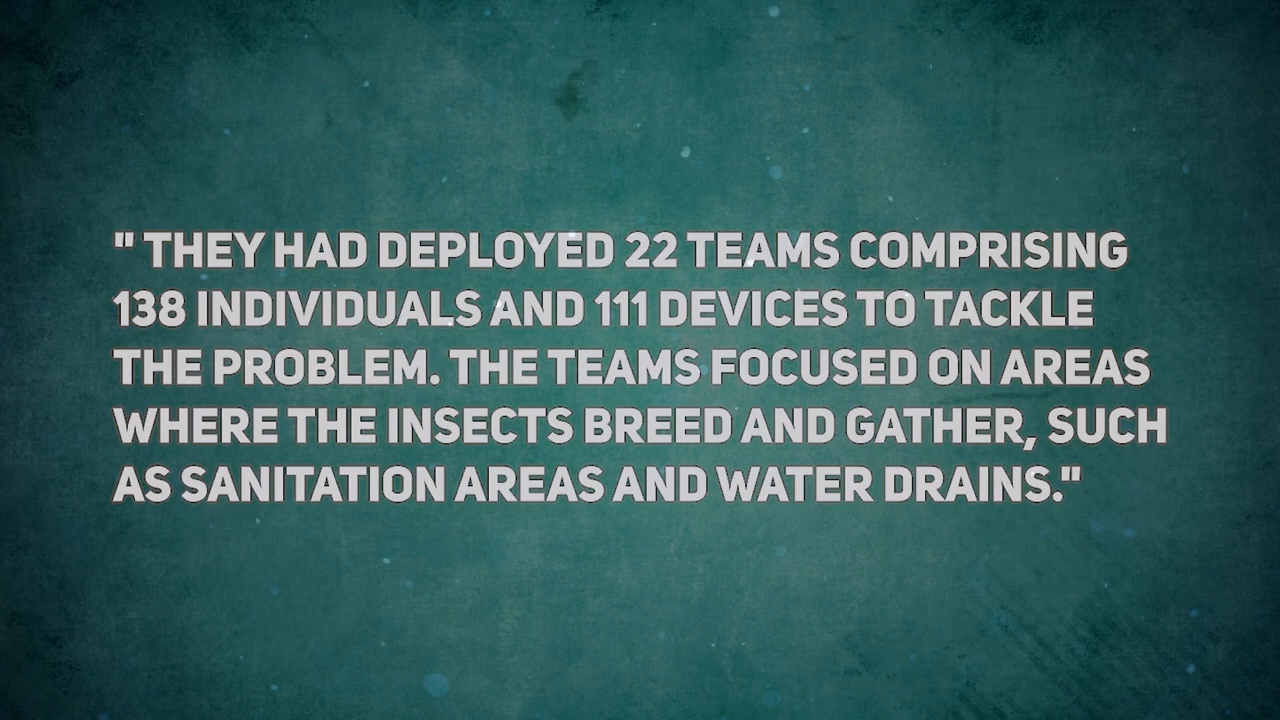 " THEY HAD DEPLOYED 22 TEAMS COMPRISING
138 INDIVIDUALS AND 111 DEVICES TO TACKLE
THE PROBLEM. THE TEAMS FOCUSED ON AREAS
WHERE THE INSECTS BREED AND GATHER, SUCH
AS SANITATION AREAS AND WATER DRAINS."